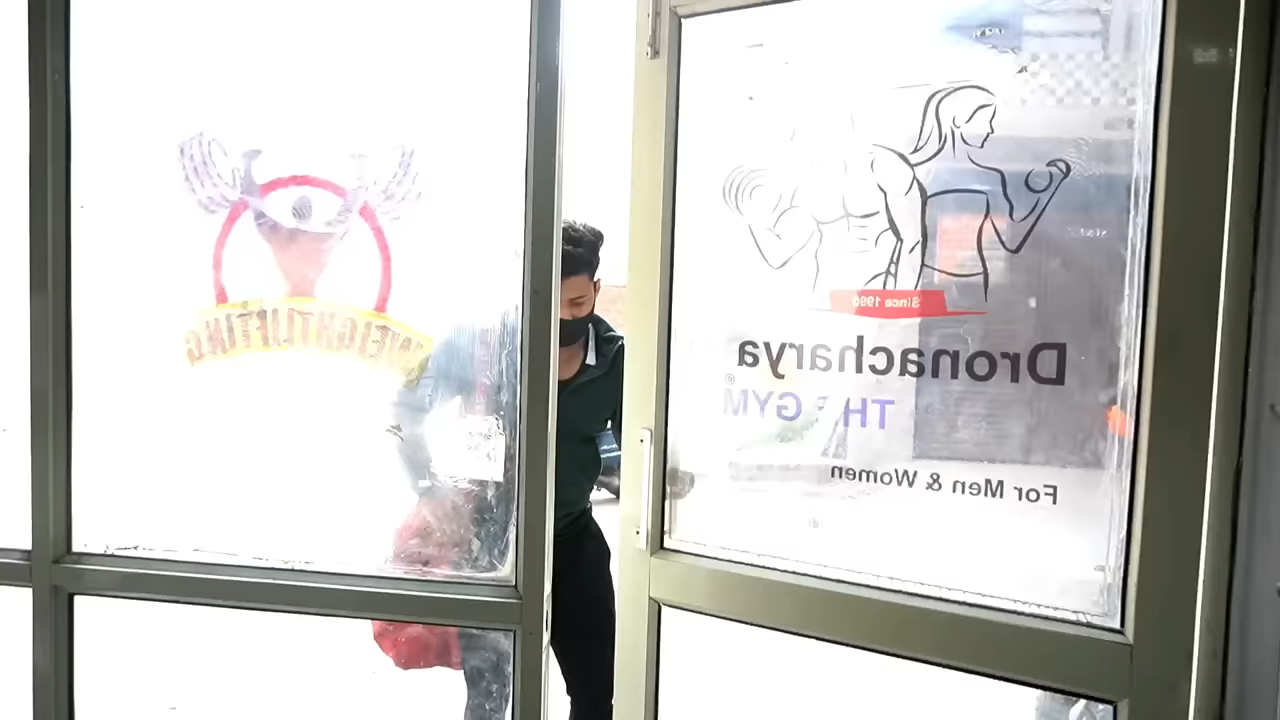 WEIGHTLIFTING
Since 1990
Dronacharya
THE GYM®
For Men & Women